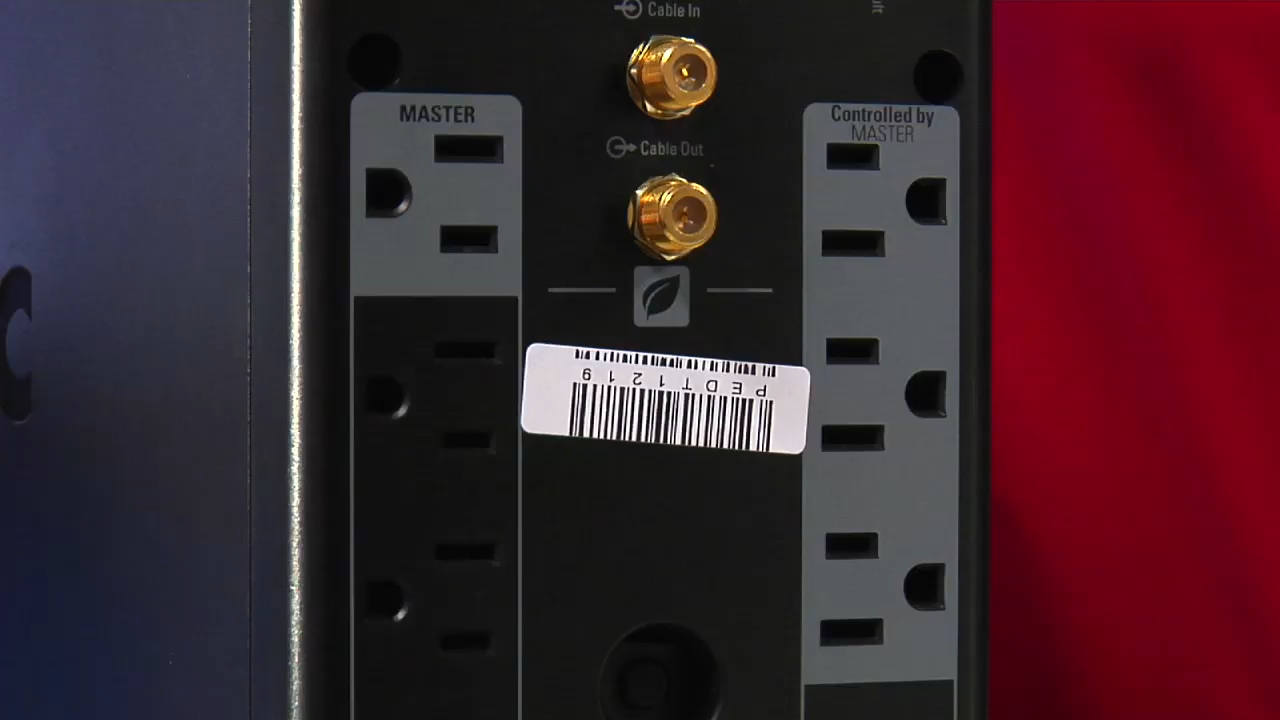 Cable In
MASTER
Cable Out
Controlled by
MASTER
PEDT1219